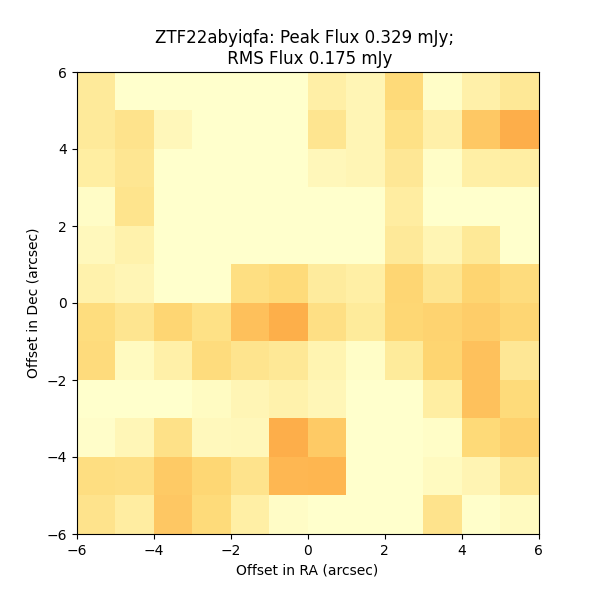 ZTF22abyiqfa: Peak Flux 0.329 mJy;
RMS Flux 0.175 mJy
6
4
2
0
−2
−4
−6
Offset in Dec (arcsec)
−6 −4 −2 0 2 4 6
Offset in RA (arcsec)